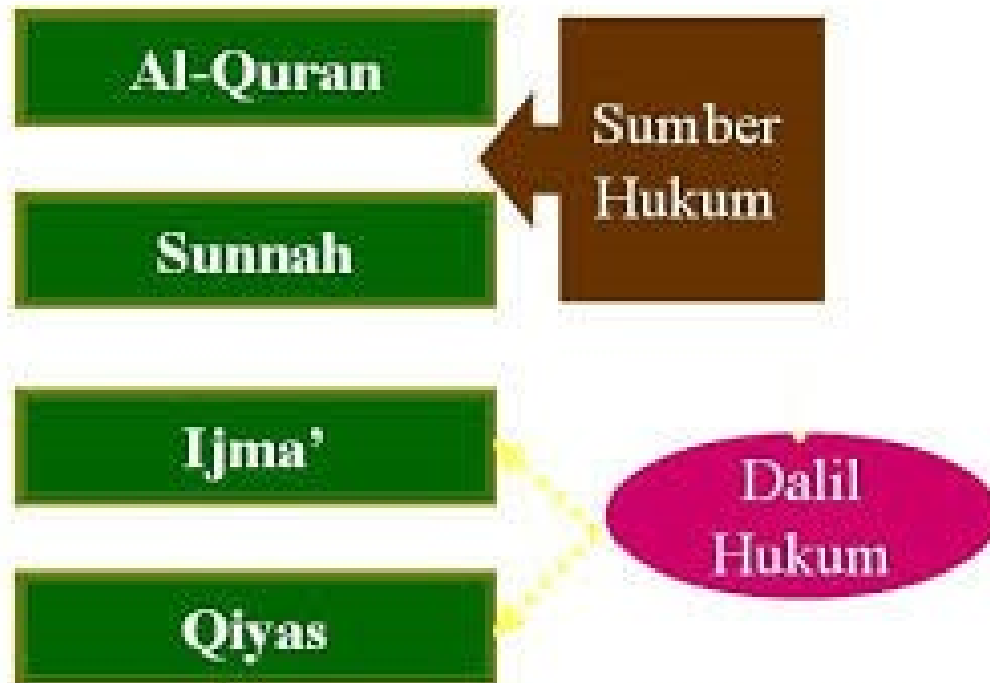 Al-Quran
Sumber
Hukum
Sunnah
Ijma’
Dalil
Hukum
Qiyas